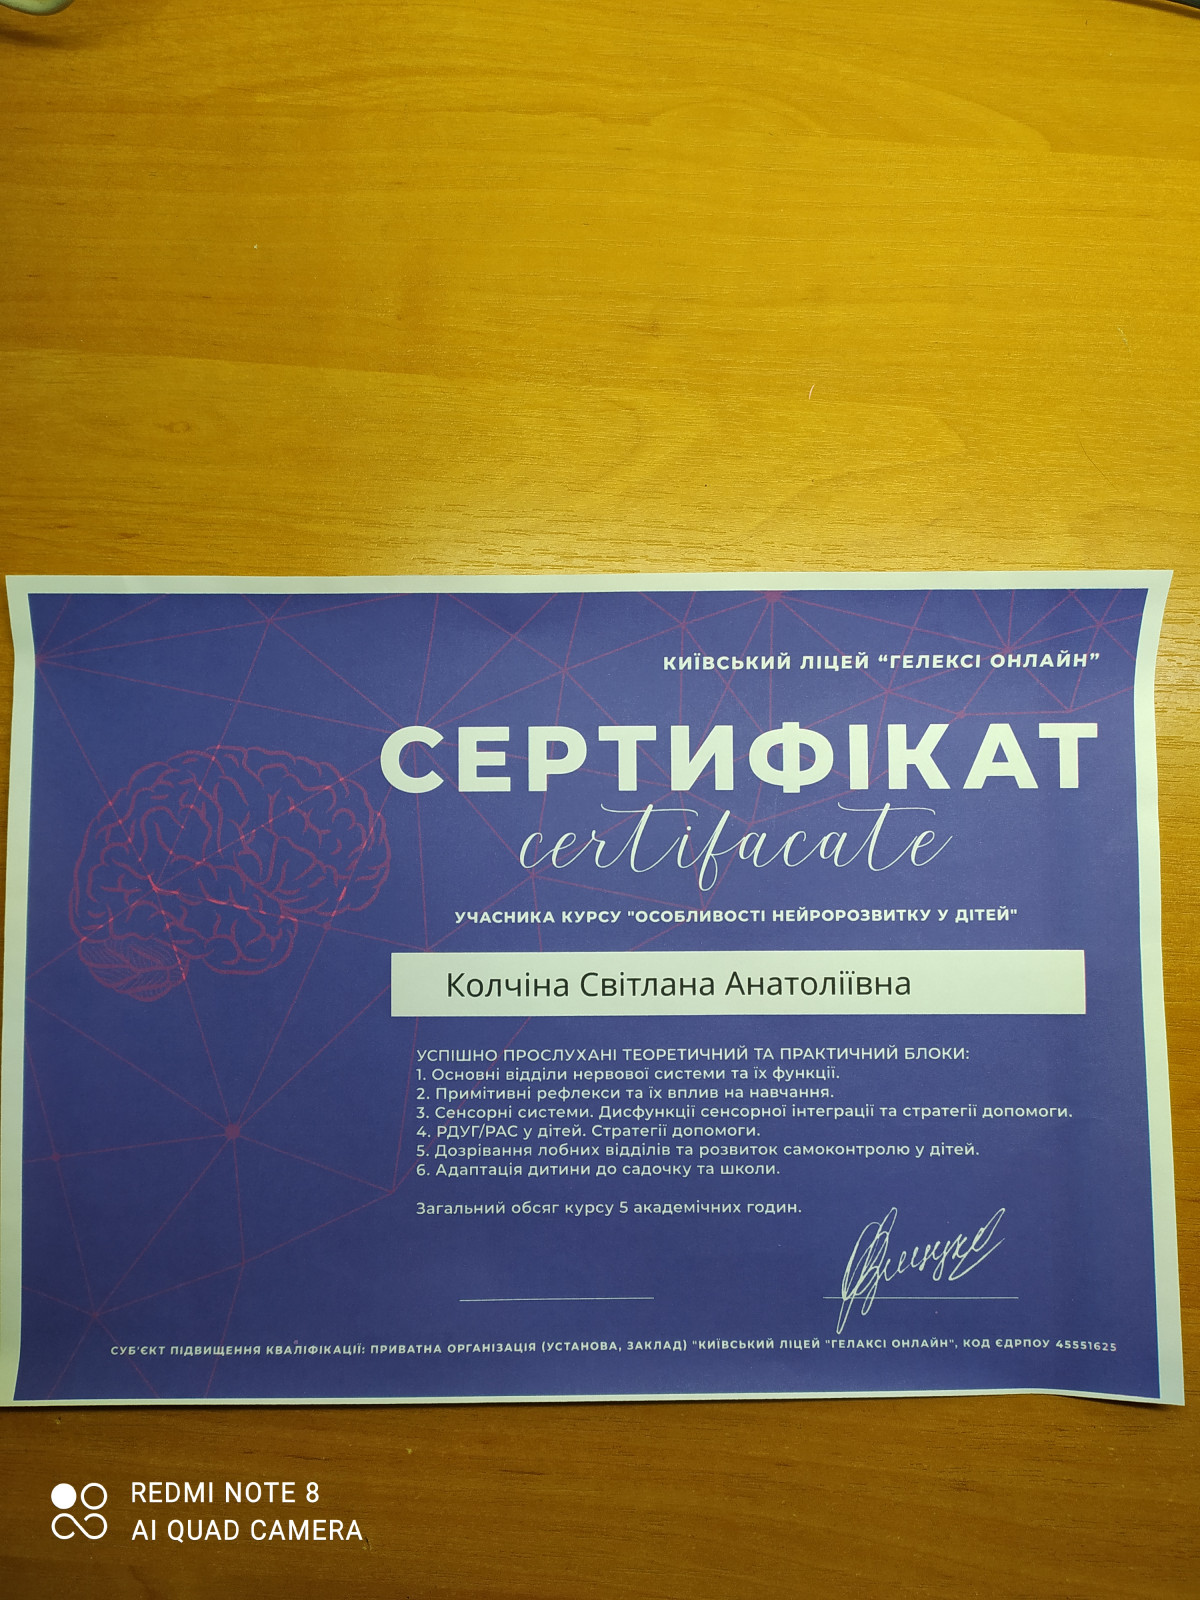 КИЇВСЬКИЙ ЛІЦЕЙ “ГЕЛЕКСІ ОНЛАЙН”
СЕРТИФІКАТ
certifacate
УЧАСНИКА КУРСУ "ОСОБЛИВОСТІ НЕЙРОРОЗВИТКУ У ДІТЕЙ"
Колчіна Світлана Анатоліївна
УСПІШНО ПРОСЛУХАНІ ТЕОРЕТИЧНИЙ ТА ПРАКТИЧНИЙ БЛОКИ:
1. Основні відділи нервової системи та їх функції.
2. Примітивні рефлекси та їх вплив на навчання.
3. Сенсорні системи. Дисфункції сенсорної інтеграції та стратегії допомоги.
4. РДУГ/РАС у дітей. Стратегії допомоги.
5. Дозрівання лобних відділів та розвиток самоконтролю у дітей.
6. Адаптація дитини до садочку та школи.
Загальний обсяг курсу 5 академічних годин.
СУБ'ЄКТ ПІДВИЩЕННЯ КВАЛІФІКАЦІЇ: ПРИВАТНА ОРГАНІЗАЦІЯ (УСТАНОВА, ЗАКЛАД) "КИЇВСЬКИЙ ЛІЦЕЙ "ГЕЛАКСІ ОНЛАЙН", КОД ЄДРПОУ 45551625
REDMI NOTE 8
AI QUAD CAMERA